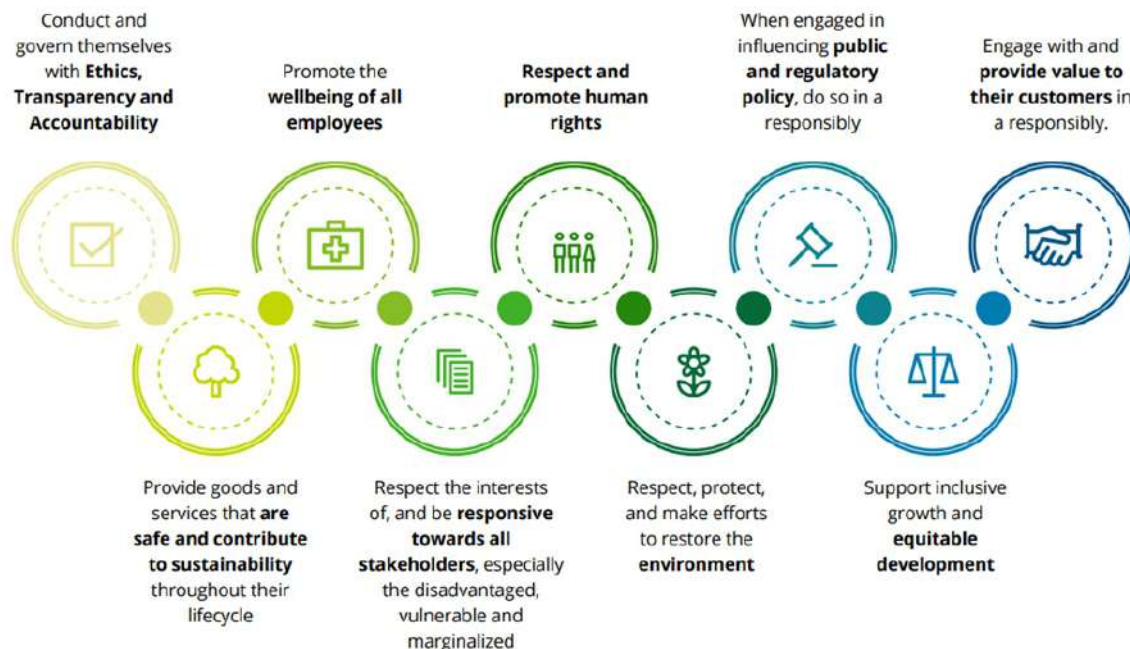 Conduct and
govern themselves
with Ethics,
Transparency and
Accountability
Provide goods and
services that are
safe and contribute
to sustainability
throughout their
lifecycle
Promote the
wellbeing of all
employees
Respect the interests
of, and be responsive
towards all
stakeholders, especially
the disadvantaged,
vulnerable and
marginalized
Respect and
promote human
rights
Respect, protect,
and make efforts
to restore the
environment
When engaged in
influencing public
and regulatory
policy, do so in a
responsibly
Support inclusive
growth and
equitable
development
Engage with and
provide value to
their customers in
a responsibly.